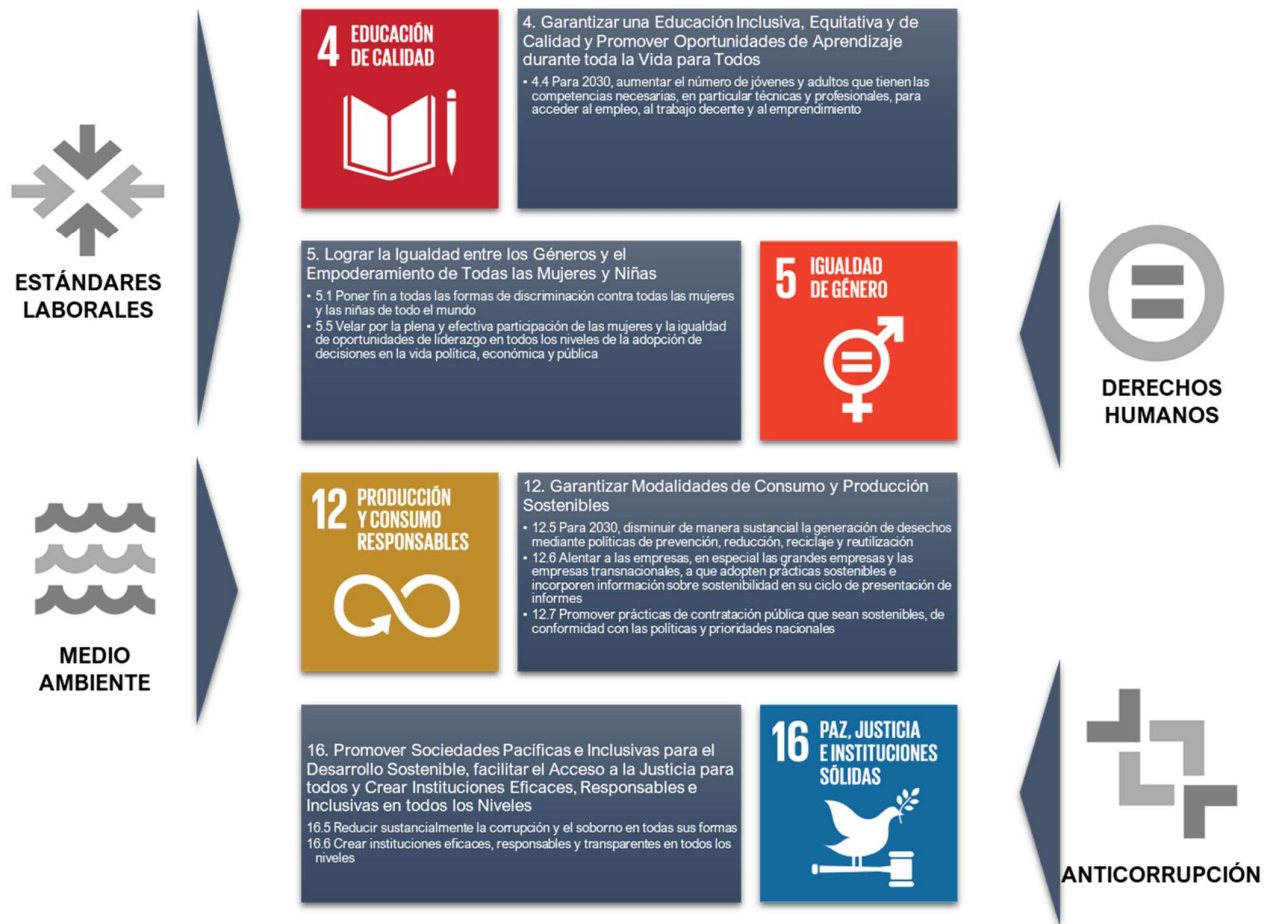 4 EDUCACIÓN
DE CALIDAD
4. Garantizar una Educación Inclusiva, Equitativa y de
Calidad y Promover Oportunidades de Aprendizaje
durante toda la Vida para Todos
• 4.4 Para 2030, aumentar el número de jóvenes y adultos que tienen las
competencias necesarias, en particular técnicas y profesionales, para
acceder al empleo, al trabajo decente y al emprendimiento
ESTÁNDARES
LABORALES
5. Lograr la Igualdad entre los Géneros y el
Empoderamiento de Todas las Mujeres y Niñas
• 5.1 Poner fin a todas las formas de discriminación contra todas las mujeres
y las niñas de todo el mundo
• 5.5 Velar por la plena y efectiva participación de las mujeres y la igualdad
de oportunidades de liderazgo en todos los niveles de la adopción de
decisiones en la vida política, económica y pública
5 IGUALDAD
DE GÉNERO
DERECHOS
HUMANOS
12 PRODUCCIÓN
Y CONSUMO
RESPONSABLES
12. Garantizar Modalidades de Consumo y Producción
Sostenibles
• 12.5 Para 2030, disminuir de manera sustancial la generación de desechos
mediante políticas de prevención, reducción, reciclaje y reutilización
• 12.6 Alentar a las empresas, en especial las grandes empresas y las
empresas transnacionales, a que adopten prácticas sostenibles e
incorporen información sobre sostenibilidad en su ciclo de presentación de
informes
• 12.7 Promover prácticas de contratación pública que sean sostenibles, de
conformidad con las políticas y prioridades nacionales
MEDIO
AMBIENTE
16. Promover Sociedades Pacificas e Inclusivas para el
Desarrollo Sostenible, facilitar el Acceso a la Justicia para
todos y Crear Instituciones Eficaces, Responsables e
Inclusivas en todos los Niveles
16.5 Reducir sustancialmente la corrupción y el soborno en todas sus formas
16.6 Crear instituciones eficaces, responsables y transparentes en todos los
niveles
16 PAZ, JUSTICIA
E INSTITUCIONES
SÓLIDAS
ANTICORRUPCIÓN